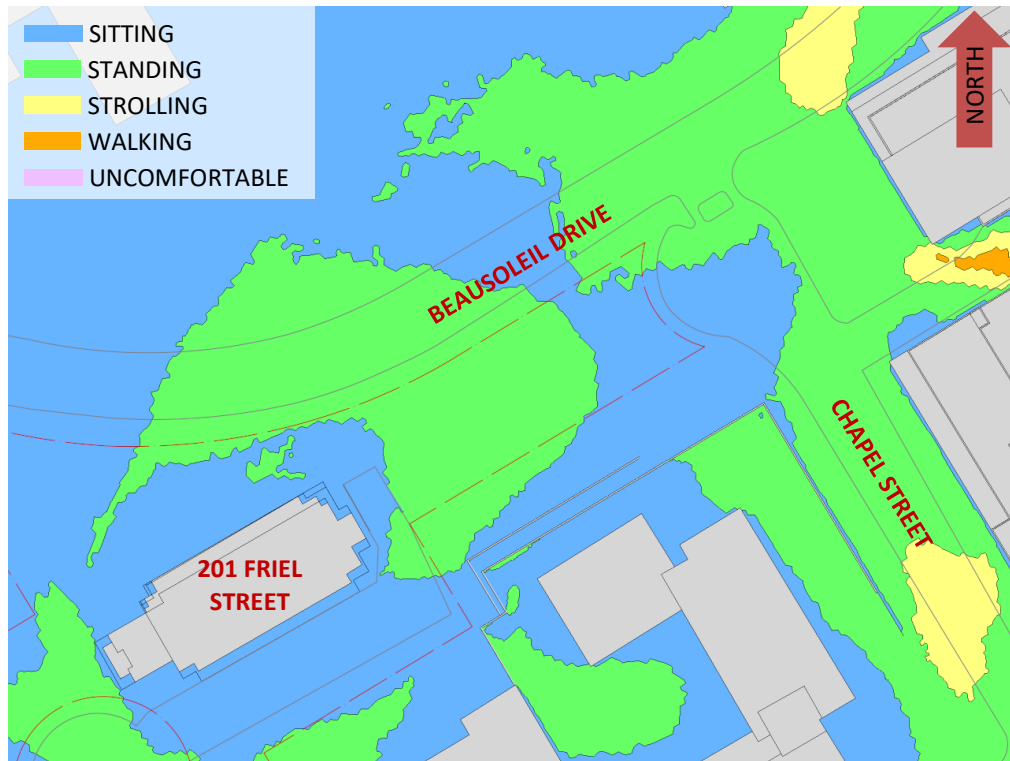 SITTING
STANDING
STROLLING
WALKING
UNCOMFORTABLE
NORTH
BEAUSOLEIL DRIVE
CHAPEL STREET
201 FRIEL
STREET